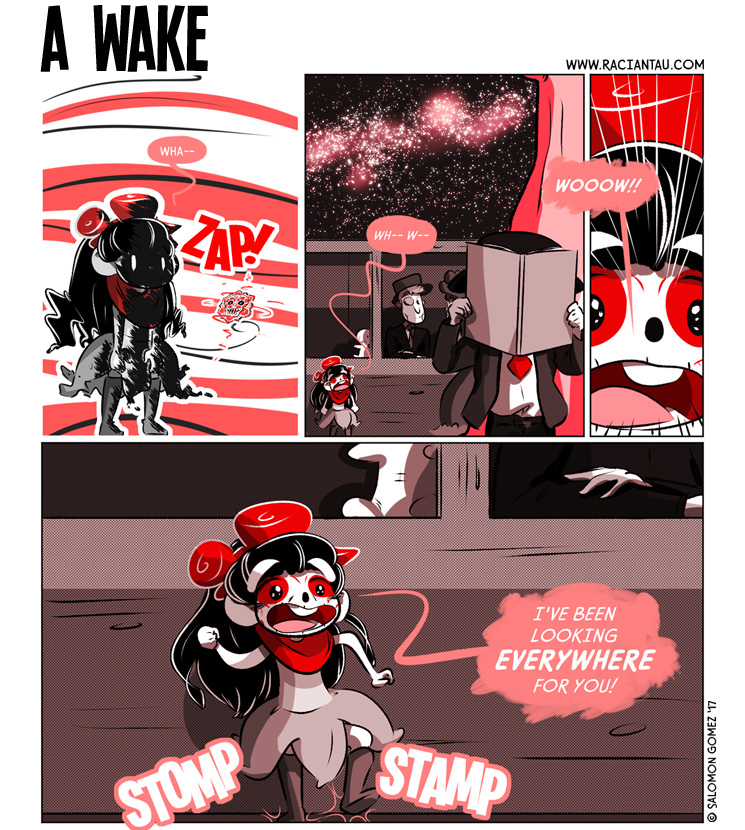 A WAKE
WWW.RACIANTAU.COM
WHA--
ZAP!
WH-- W--
WOOOW!!
I'VE BEEN
LOOKING
EVERYWHERE
FOR YOU!
STOMP
STAMP
© SALOMON GOMEZ '17